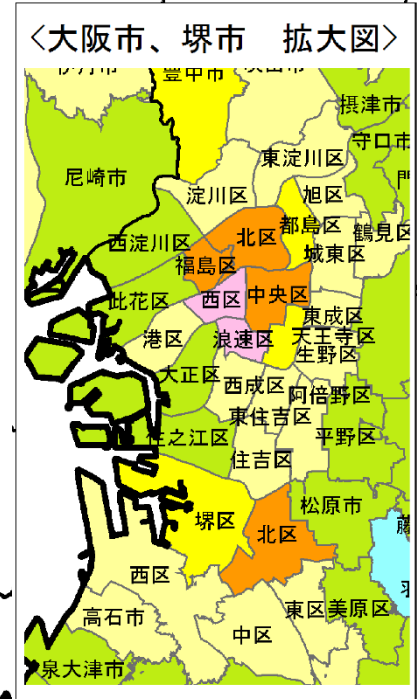 <大阪市、堺市　拡大図>
豊中市
摂津市
守口市
東淀川区
尼崎市
淀川区
旭区
都島区
鶴見区
西淀川区
北区
城東区
福島区
此花区
西区
中央区
東成区
港区
浪速区
天王寺区
生野区
大正区
西成区
阿倍野区
東住吉区
住之江区
平野区
住吉区
松原市
堺区
北区
西区
東区
美原区
高石市
中区
泉大津市